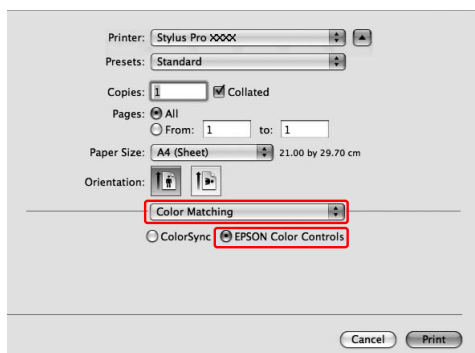 Printer: Stylus Pro XXXX
Presets: Standard
Copies: 1 Collated
Pages: All
From: 1 to: 1
Paper Size: A4 (Sheet) 21.00 by 29.70 cm
Orientation:
Color Matching
ColorSync EPSON Color Controls
Cancel Print